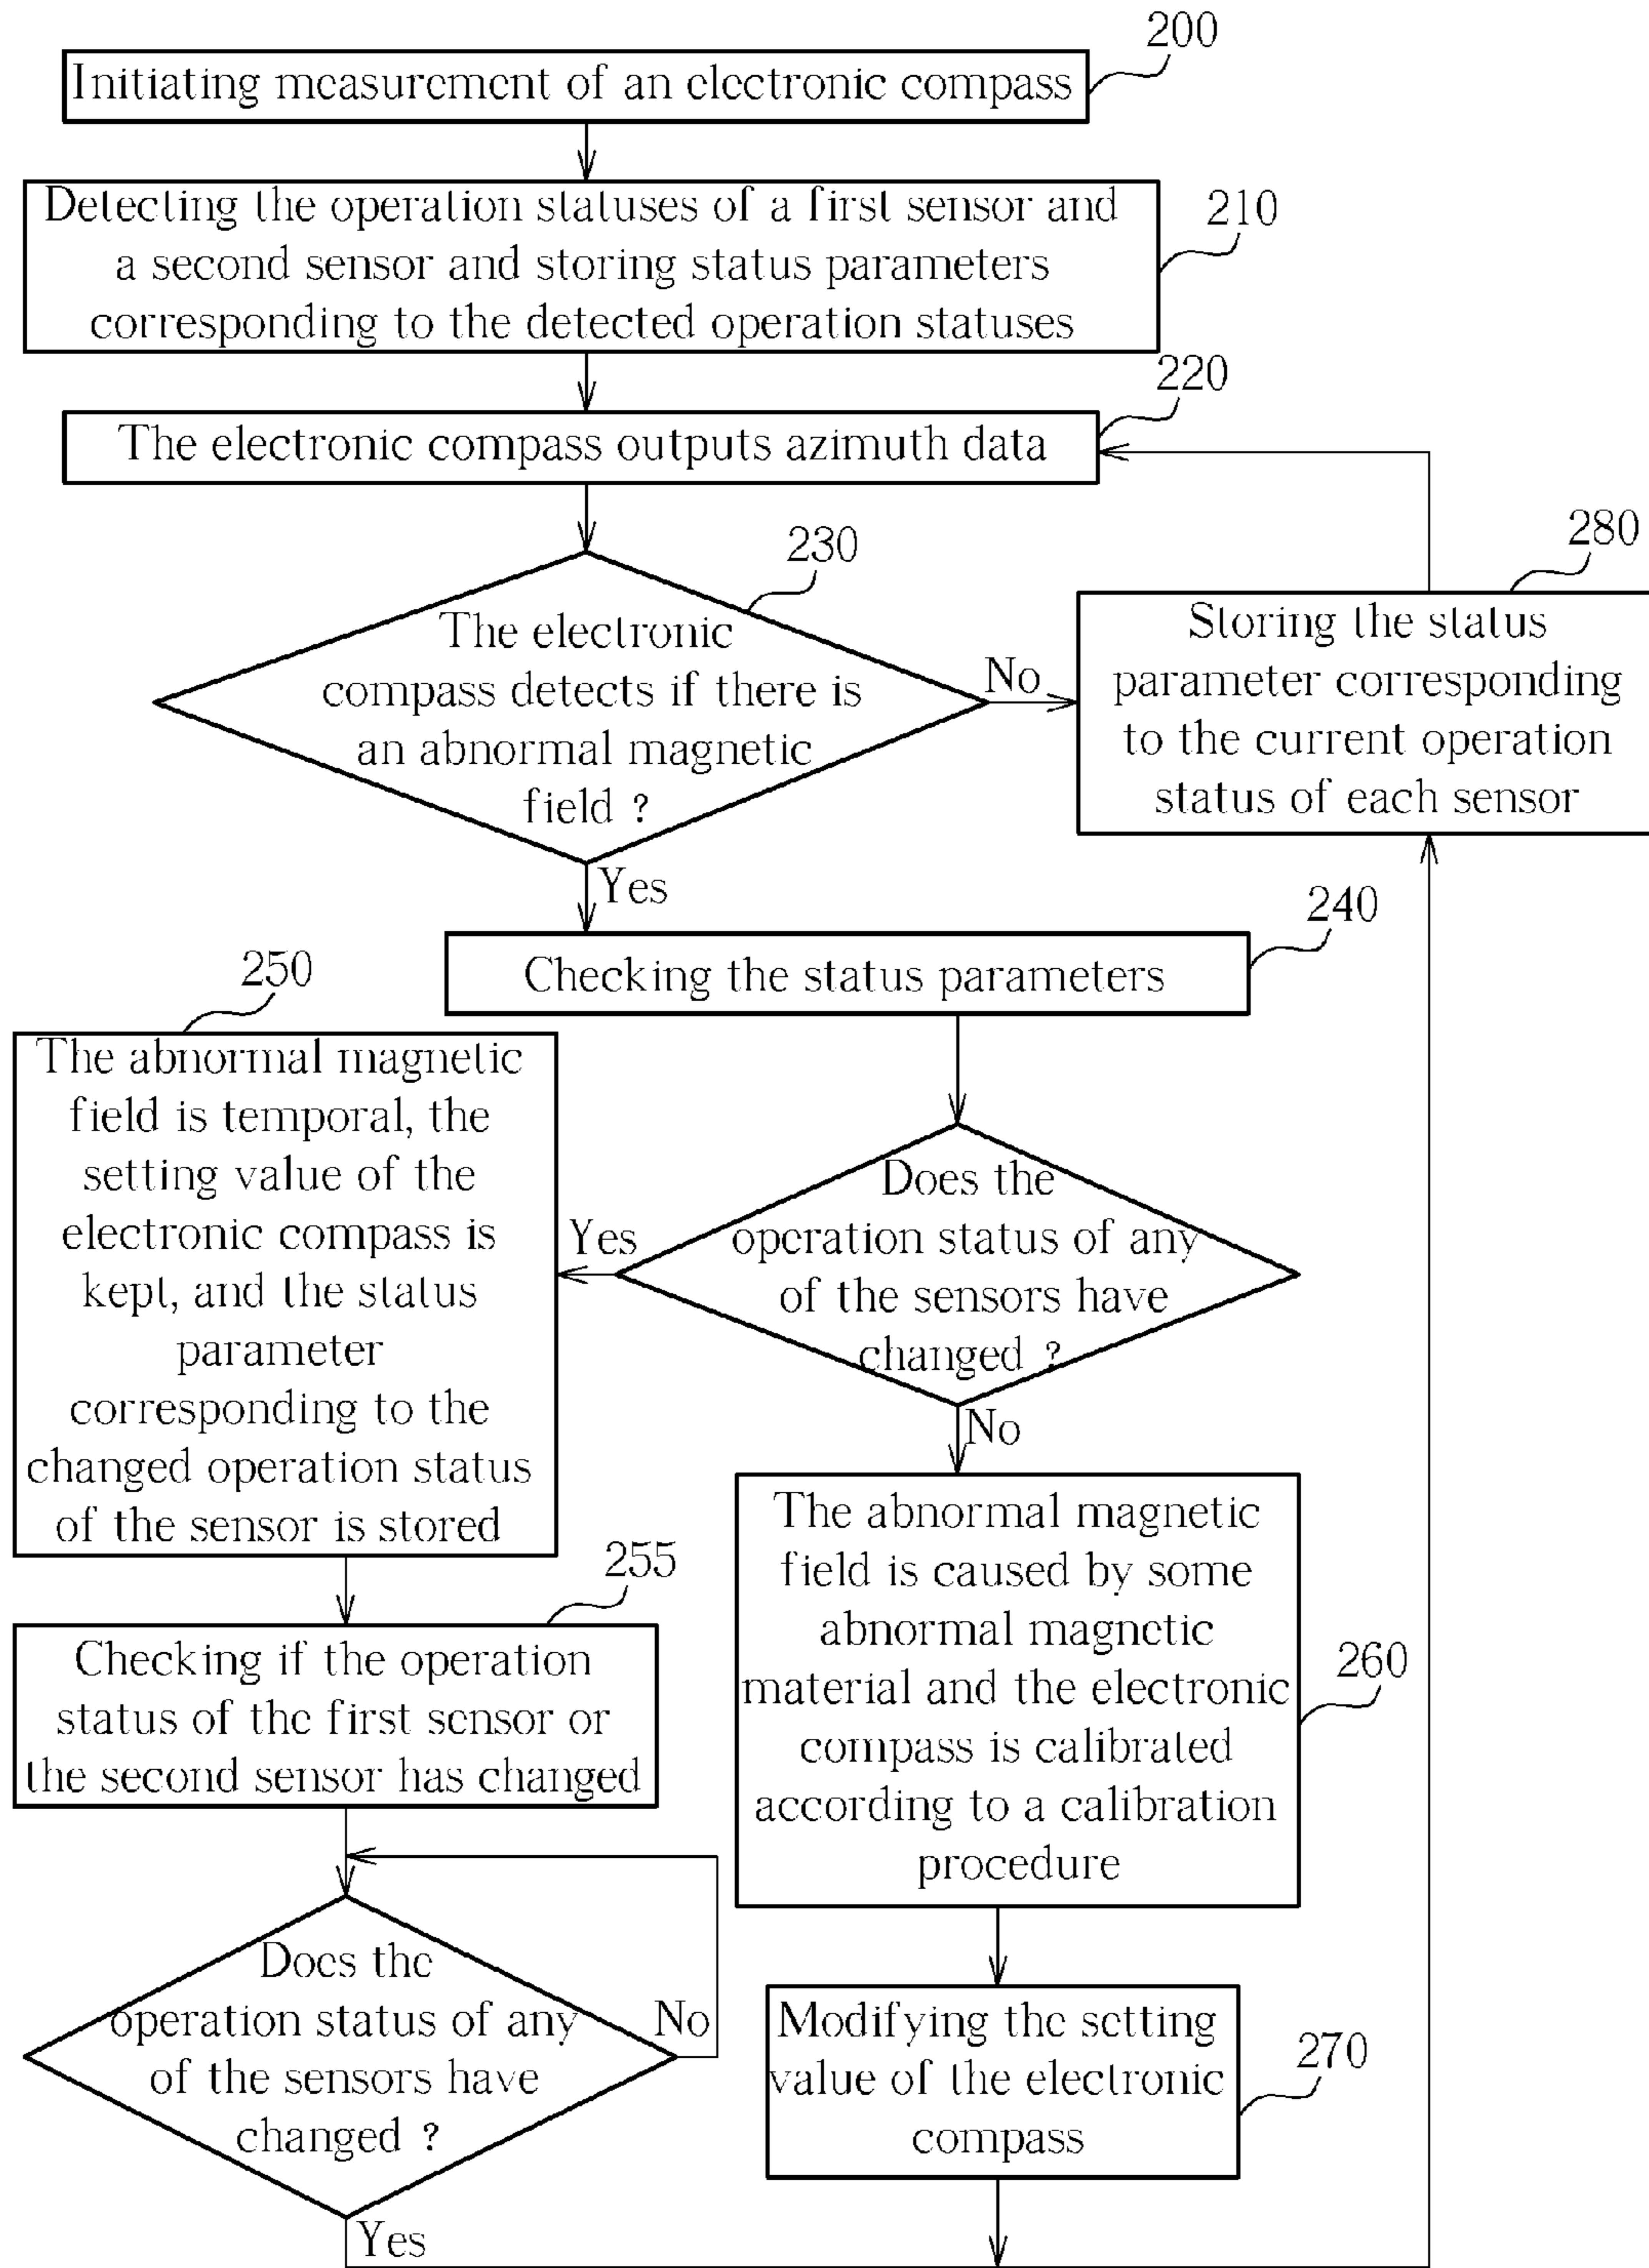 200
Initiating measurement of an electronic compass
Detecting the operation statuses of a first sensor and
a second sensor and storing status parameters
corresponding to the detected operation statuses
210
220
The electronic compass outputs azimuth data
230
The electronic
compass detects if there is
an abnormal magnetic
field ?
No
280
Storing the status
parameter corresponding
to the current operation
status of each sensor
Yes
240
Checking the status parameters
250
The abnormal magnetic
field is temporal, the
setting value of the
electronic compass is
kept, and the status
parameter
corresponding to the
changed operation status
of the sensor is stored
Yes
Does the
operation status of any
of the sensors have
changed ?
No
255
Checking if the operation
status of the first sensor or
the second sensor has changed
The abnormal magnetic
field is caused by some
abnormal magnetic
material and the electronic
compass is calibrated
according to a calibration
procedure
260
Does the
operation status of any
of the sensors have
changed ?
No
Yes
Modifying the setting
value of the electronic
compass
270